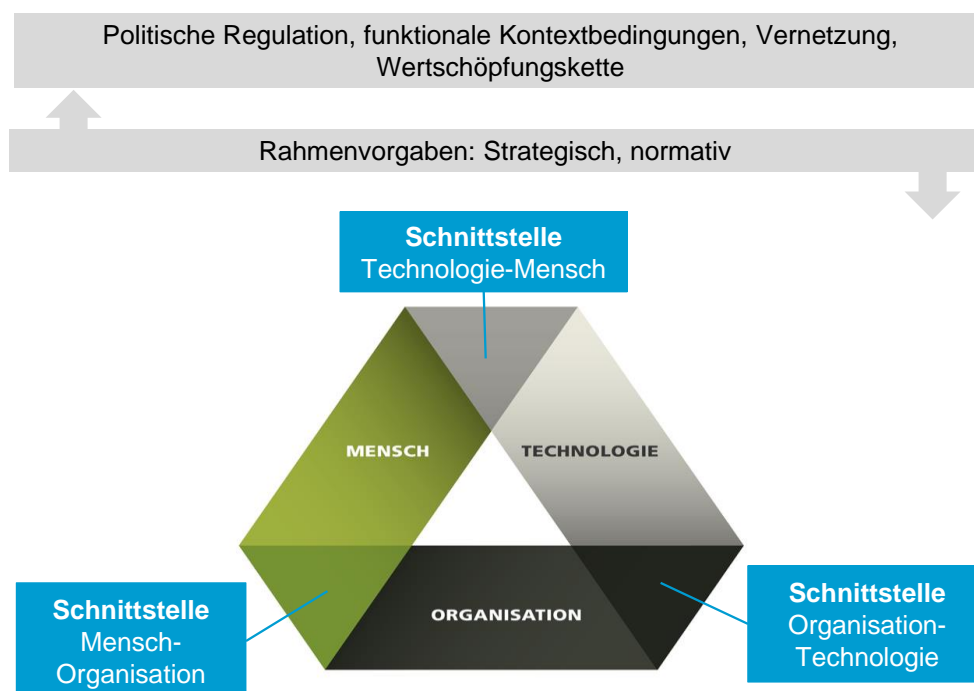 Politische Regulation, funktionale Kontextbedingungen, Vernetzung,
Wertschöpfungskette
Rahmenvorgaben: Strategisch, normativ
Schnittstelle
Technologie-Mensch
MENSCH
TECHNOLOGIE
ORGANISATION
Schnittstelle
Mensch-
Organisation
Schnittstelle
Organisation-
Technologie